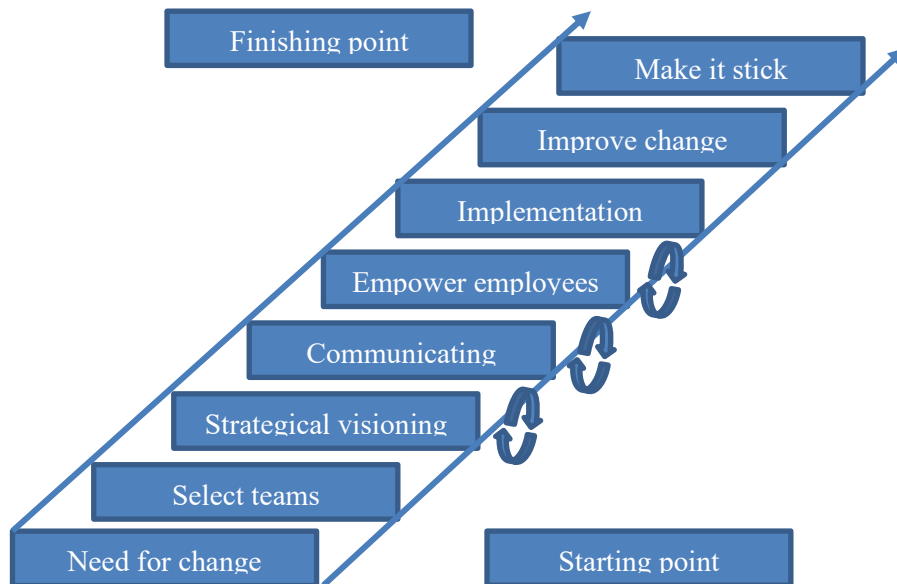 Finishing point
Make it stick
Improve change
Implementation
Empower employees
Communicating
Strategical visioning
Select teams
Need for change
Starting point